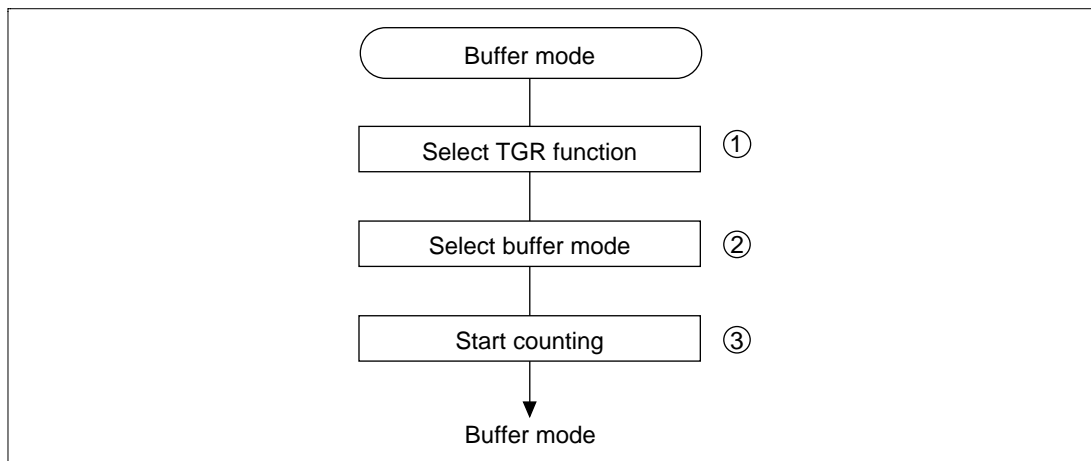 Buffer mode
Select TGR function ①
Select buffer mode ②
Start counting ③
Buffer mode